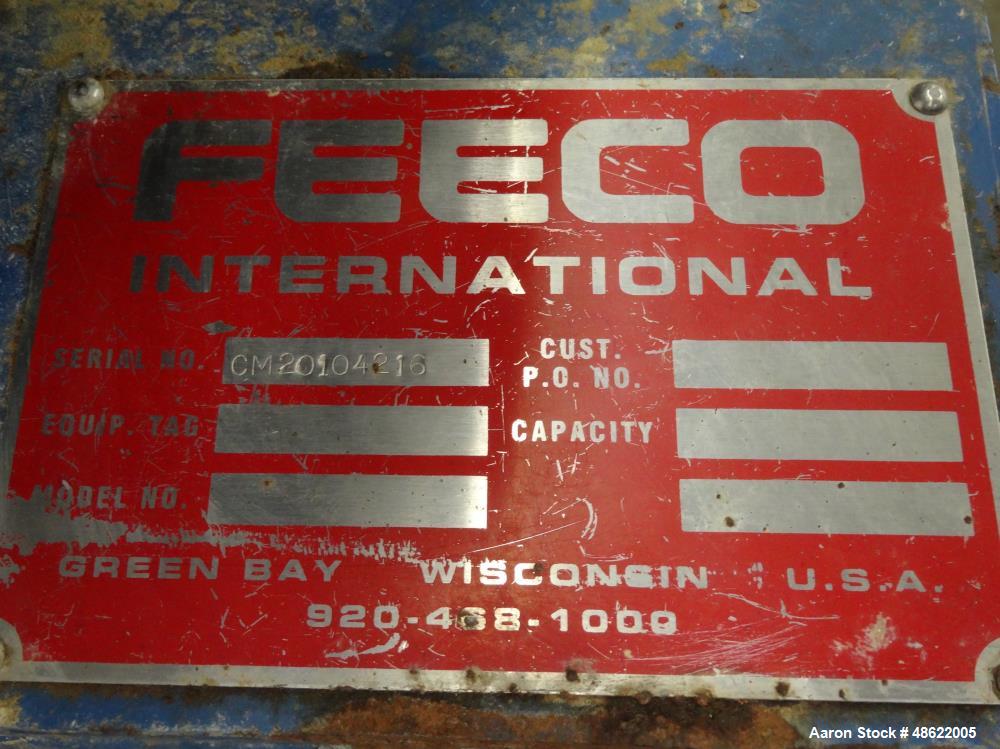 FEECO
INTERNATIONAL
SERIAL NO. CM20104216
CUST.
P.O. NO.
EQUIP. TAG
CAPACITY
MODEL NO.
GREEN BAY WISCONSIN U.S.A.
920-468-1000
Aaron Stock # 48622005